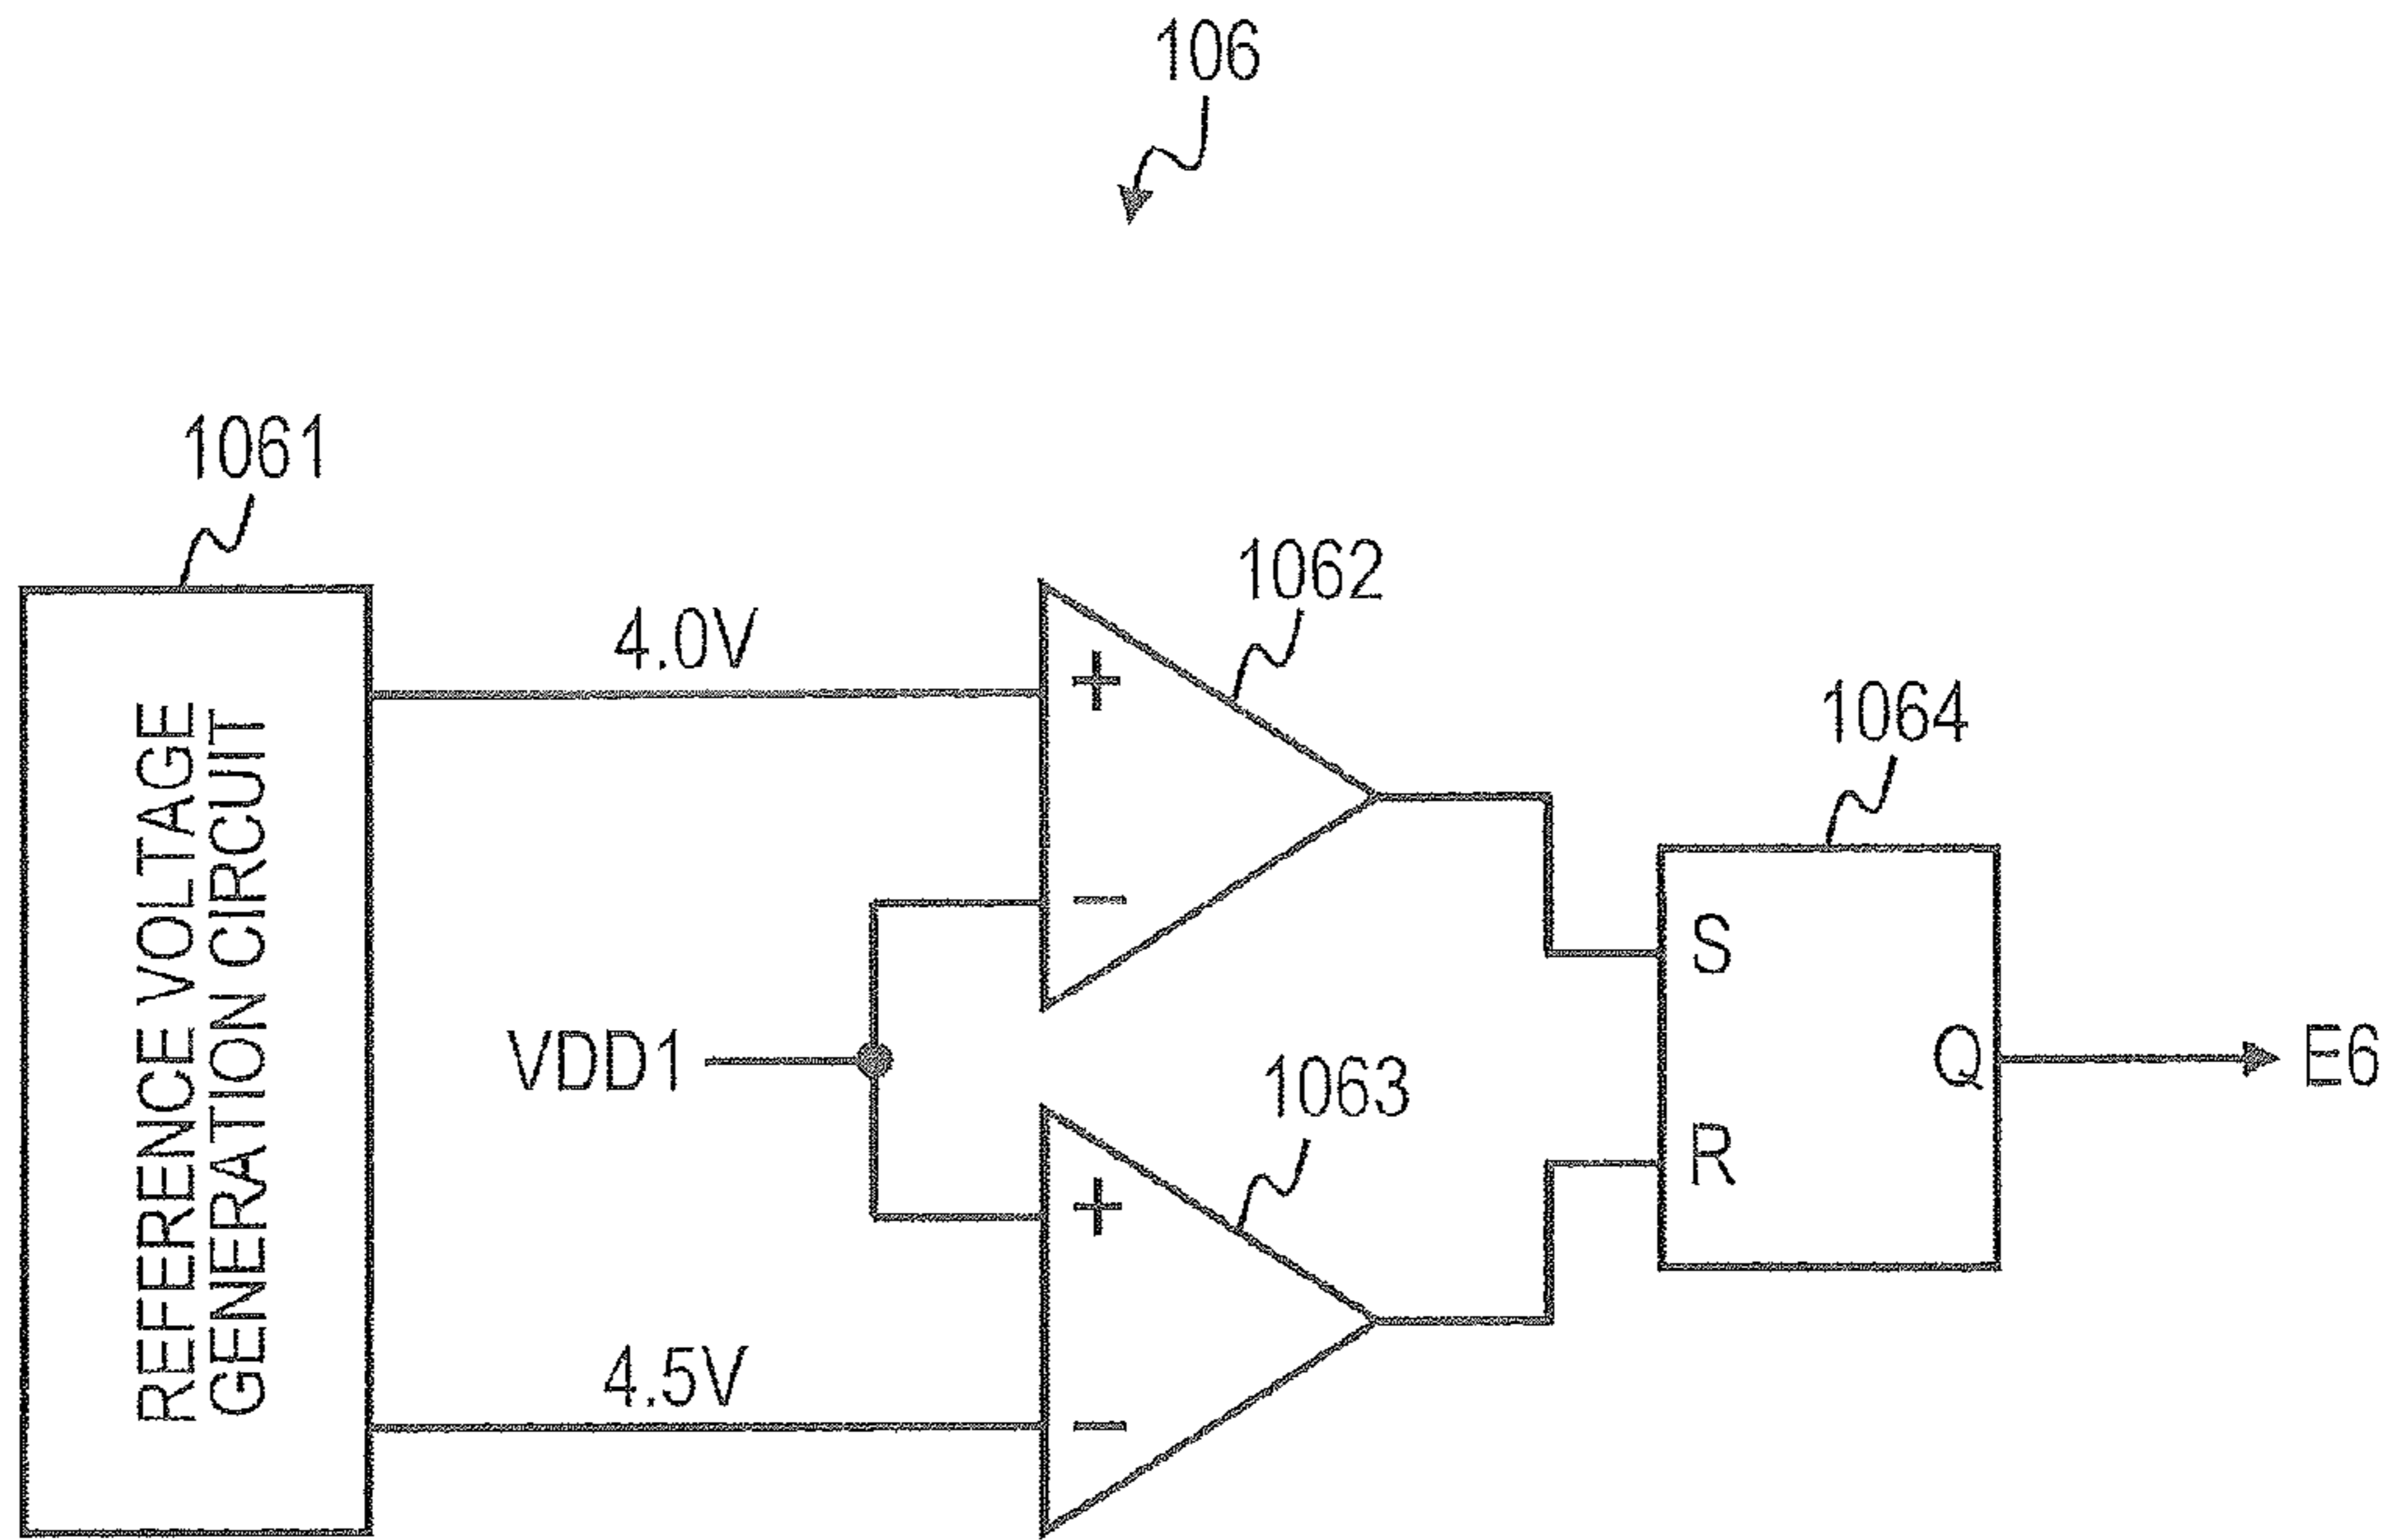 106
1061
1062
4.0V
+
−
1064
REFERENCE VOLTAGE
GENERATION CIRCUIT
S
R
Q
E6
VDD1
1063
+
−
4.5V